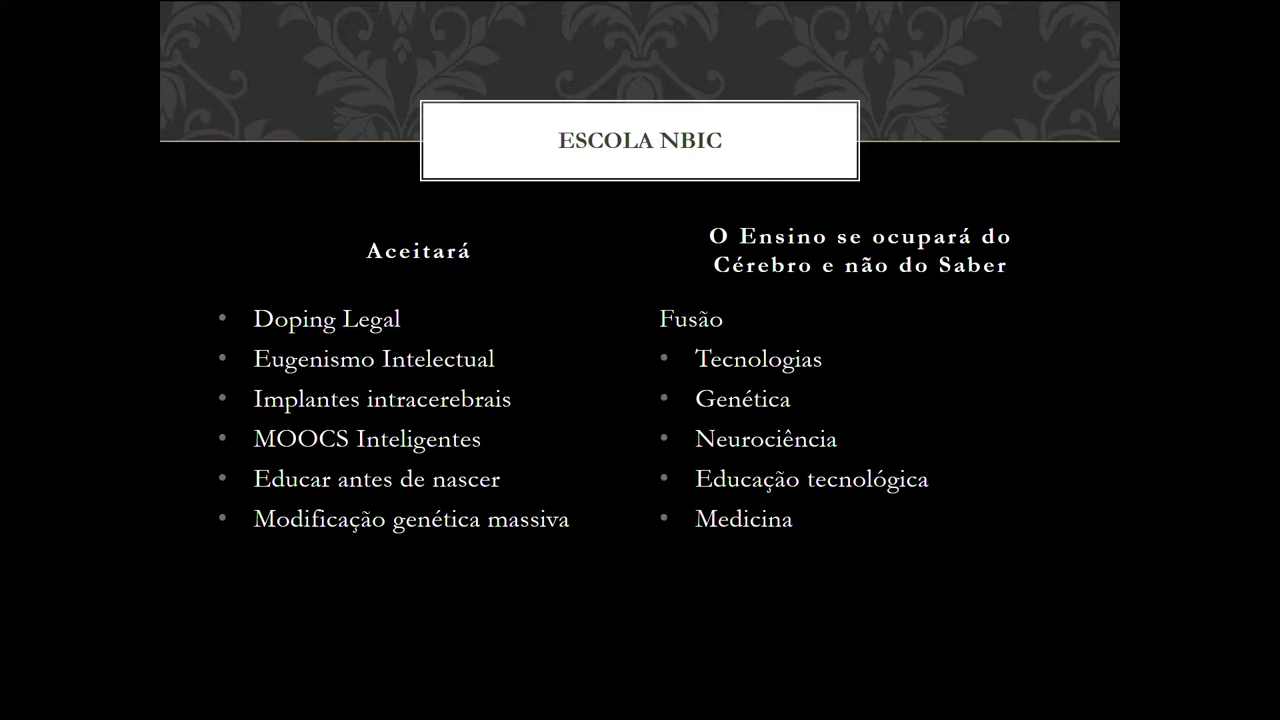 ESCOLA NBIC
Aceitará
• Doping Legal
• Eugenismo Intelectual
• Implantes intracerebrais
• MOOCS Inteligentes
• Educar antes de nascer
• Modificação genética massiva
O Ensino se ocupará do
Cérebro e não do Saber
Fusão
• Tecnologias
• Genética
• Neurociência
• Educação tecnológica
• Medicina